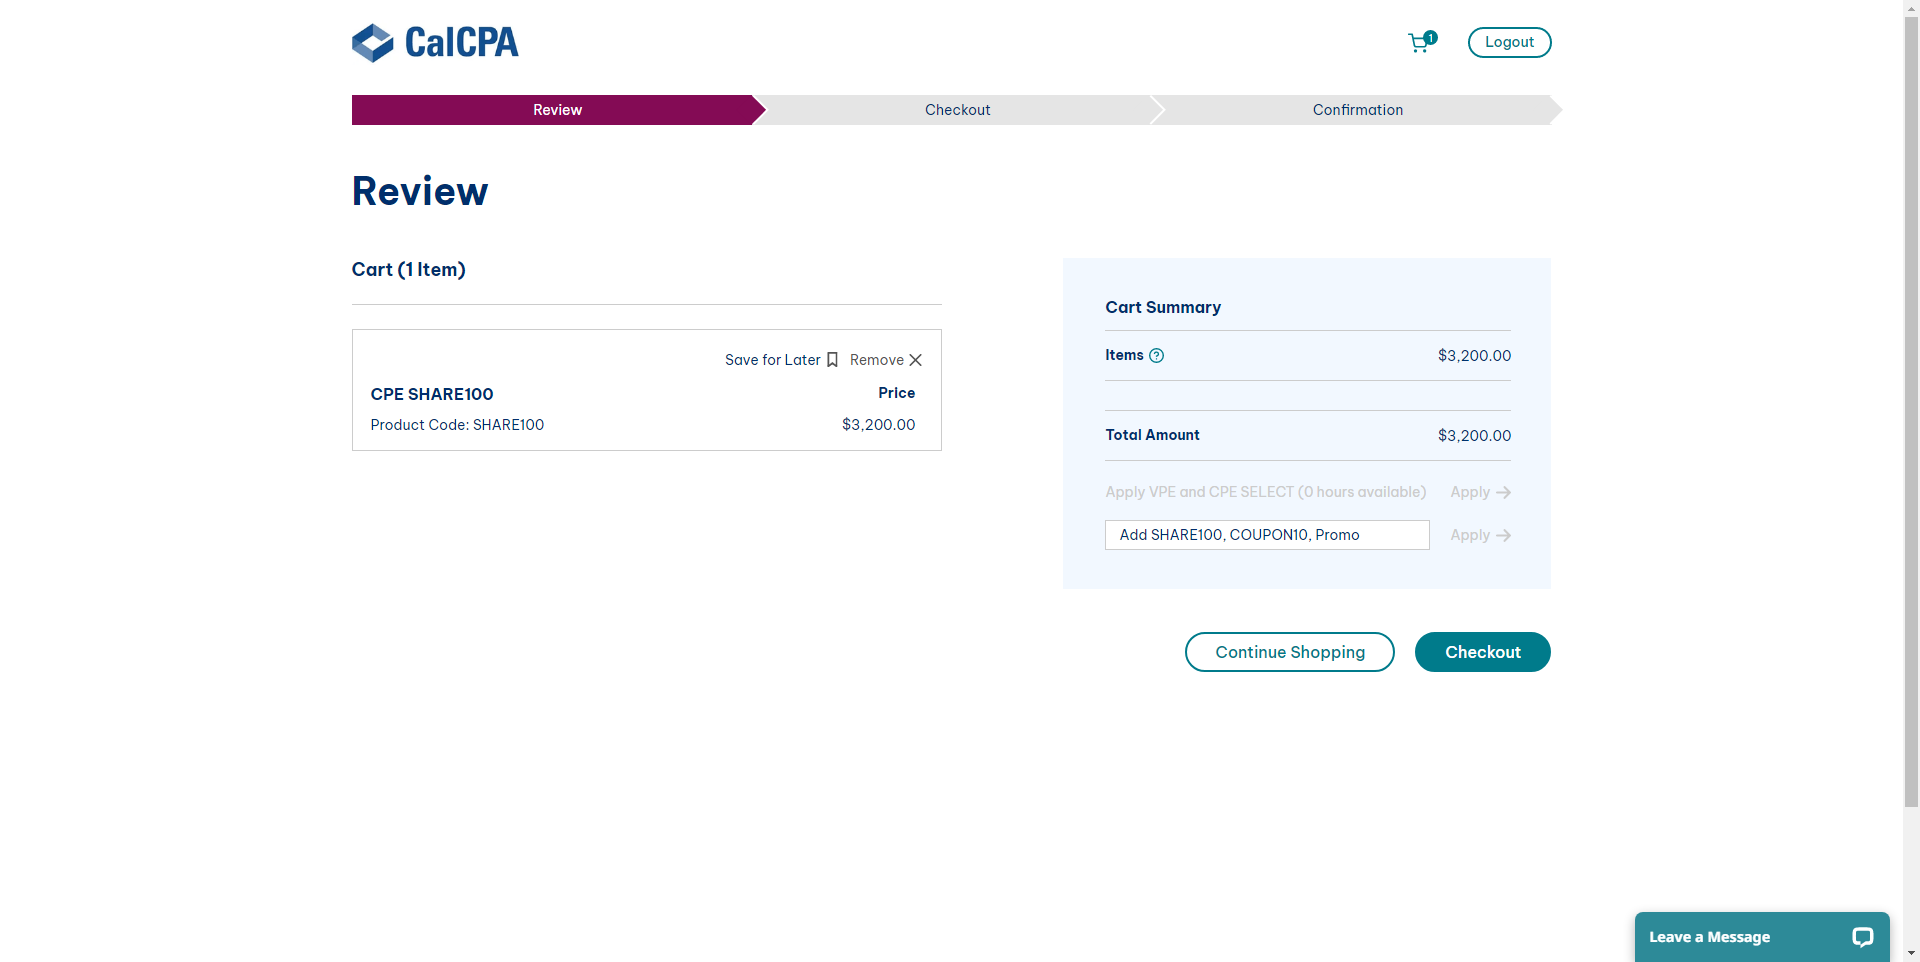 CalCPA
1
Logout
Review
Checkout
Confirmation
Review
Cart (1 Item)
Save for Later
Remove
CPE SHARE100
Price
Product Code: SHARE100
$3,200.00
Cart Summary
Items ?
$3,200.00
Total Amount
$3,200.00
Apply VPE and CPE SELECT (0 hours available)
Apply
Add SHARE100, COUPON10, Promo
Apply
Continue Shopping
Checkout
Leave a Message